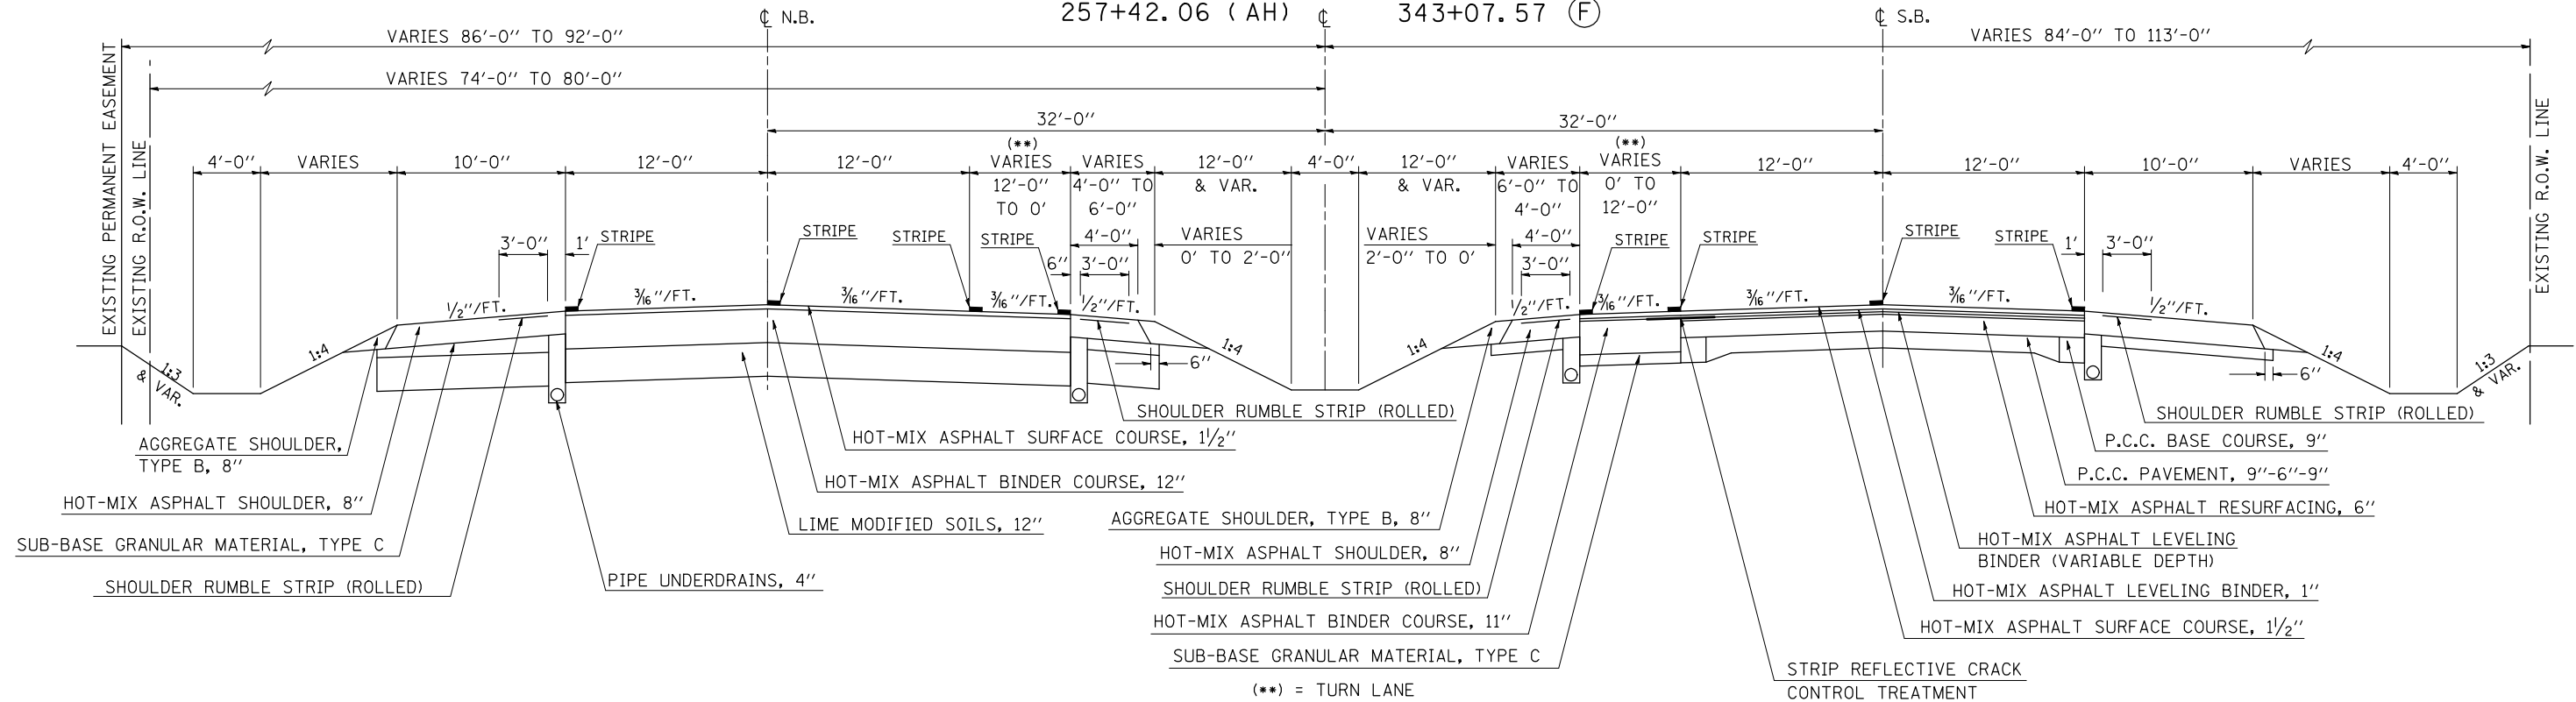 257+42.06 (AH) ℄ 343+07.57 (F)
℄ N.B.
℄ S.B.
VARIES 86'-0" TO 92'-0"
VARIES 84'-0" TO 113'-0"
VARIES 74'-0" TO 80'-0"
EXISTING PERMANENT EASEMENT
EXISTING R.O.W. LINE
EXISTING R.O.W. LINE
32'-0"
32'-0"
4'-0"
VARIES
10'-0"
12'-0"
12'-0"
(**)
VARIES
12'-0"
TO 0'
VARIES
4'-0" TO
6'-0"
12'-0"
& VAR.
4'-0"
12'-0"
& VAR.
VARIES
6'-0" TO
4'-0"
(**)
VARIES
0' TO
12'-0"
12'-0"
12'-0"
10'-0"
VARIES
4'-0"
3'-0"
1'
STRIPE
STRIPE
STRIPE
STRIPE
4'-0"
6"
3'-0"
VARIES
0' TO 2'-0"
VARIES
2'-0" TO 0'
4'-0"
3'-0"
STRIPE
STRIPE
STRIPE
STRIPE
1'
3'-0"
1/2"/FT.
3/16"/FT.
3/16"/FT.
3/16"/FT.
1/2"/FT.
1/2"/FT.
3/16"/FT.
3/16"/FT.
3/16"/FT.
1/2"/FT.
1:3
& VAR.
1:4
1:4
1:4
1:4
1:3
& VAR.
6"
6"
AGGREGATE SHOULDER,
TYPE B, 8"
HOT-MIX ASPHALT SHOULDER, 8"
SUB-BASE GRANULAR MATERIAL, TYPE C
SHOULDER RUMBLE STRIP (ROLLED)
PIPE UNDERDRAINS, 4"
SHOULDER RUMBLE STRIP (ROLLED)
HOT-MIX ASPHALT SURFACE COURSE, 1 1/2"
HOT-MIX ASPHALT BINDER COURSE, 12"
LIME MODIFIED SOILS, 12"
AGGREGATE SHOULDER, TYPE B, 8"
HOT-MIX ASPHALT SHOULDER, 8"
SHOULDER RUMBLE STRIP (ROLLED)
HOT-MIX ASPHALT BINDER COURSE, 11"
SUB-BASE GRANULAR MATERIAL, TYPE C
(**) = TURN LANE
SHOULDER RUMBLE STRIP (ROLLED)
P.C.C. BASE COURSE, 9"
P.C.C. PAVEMENT, 9"-6"-9"
HOT-MIX ASPHALT RESURFACING, 6"
HOT-MIX ASPHALT LEVELING
BINDER (VARIABLE DEPTH)
HOT-MIX ASPHALT LEVELING BINDER, 1"
HOT-MIX ASPHALT SURFACE COURSE, 1 1/2"
STRIP REFLECTIVE CRACK
CONTROL TREATMENT